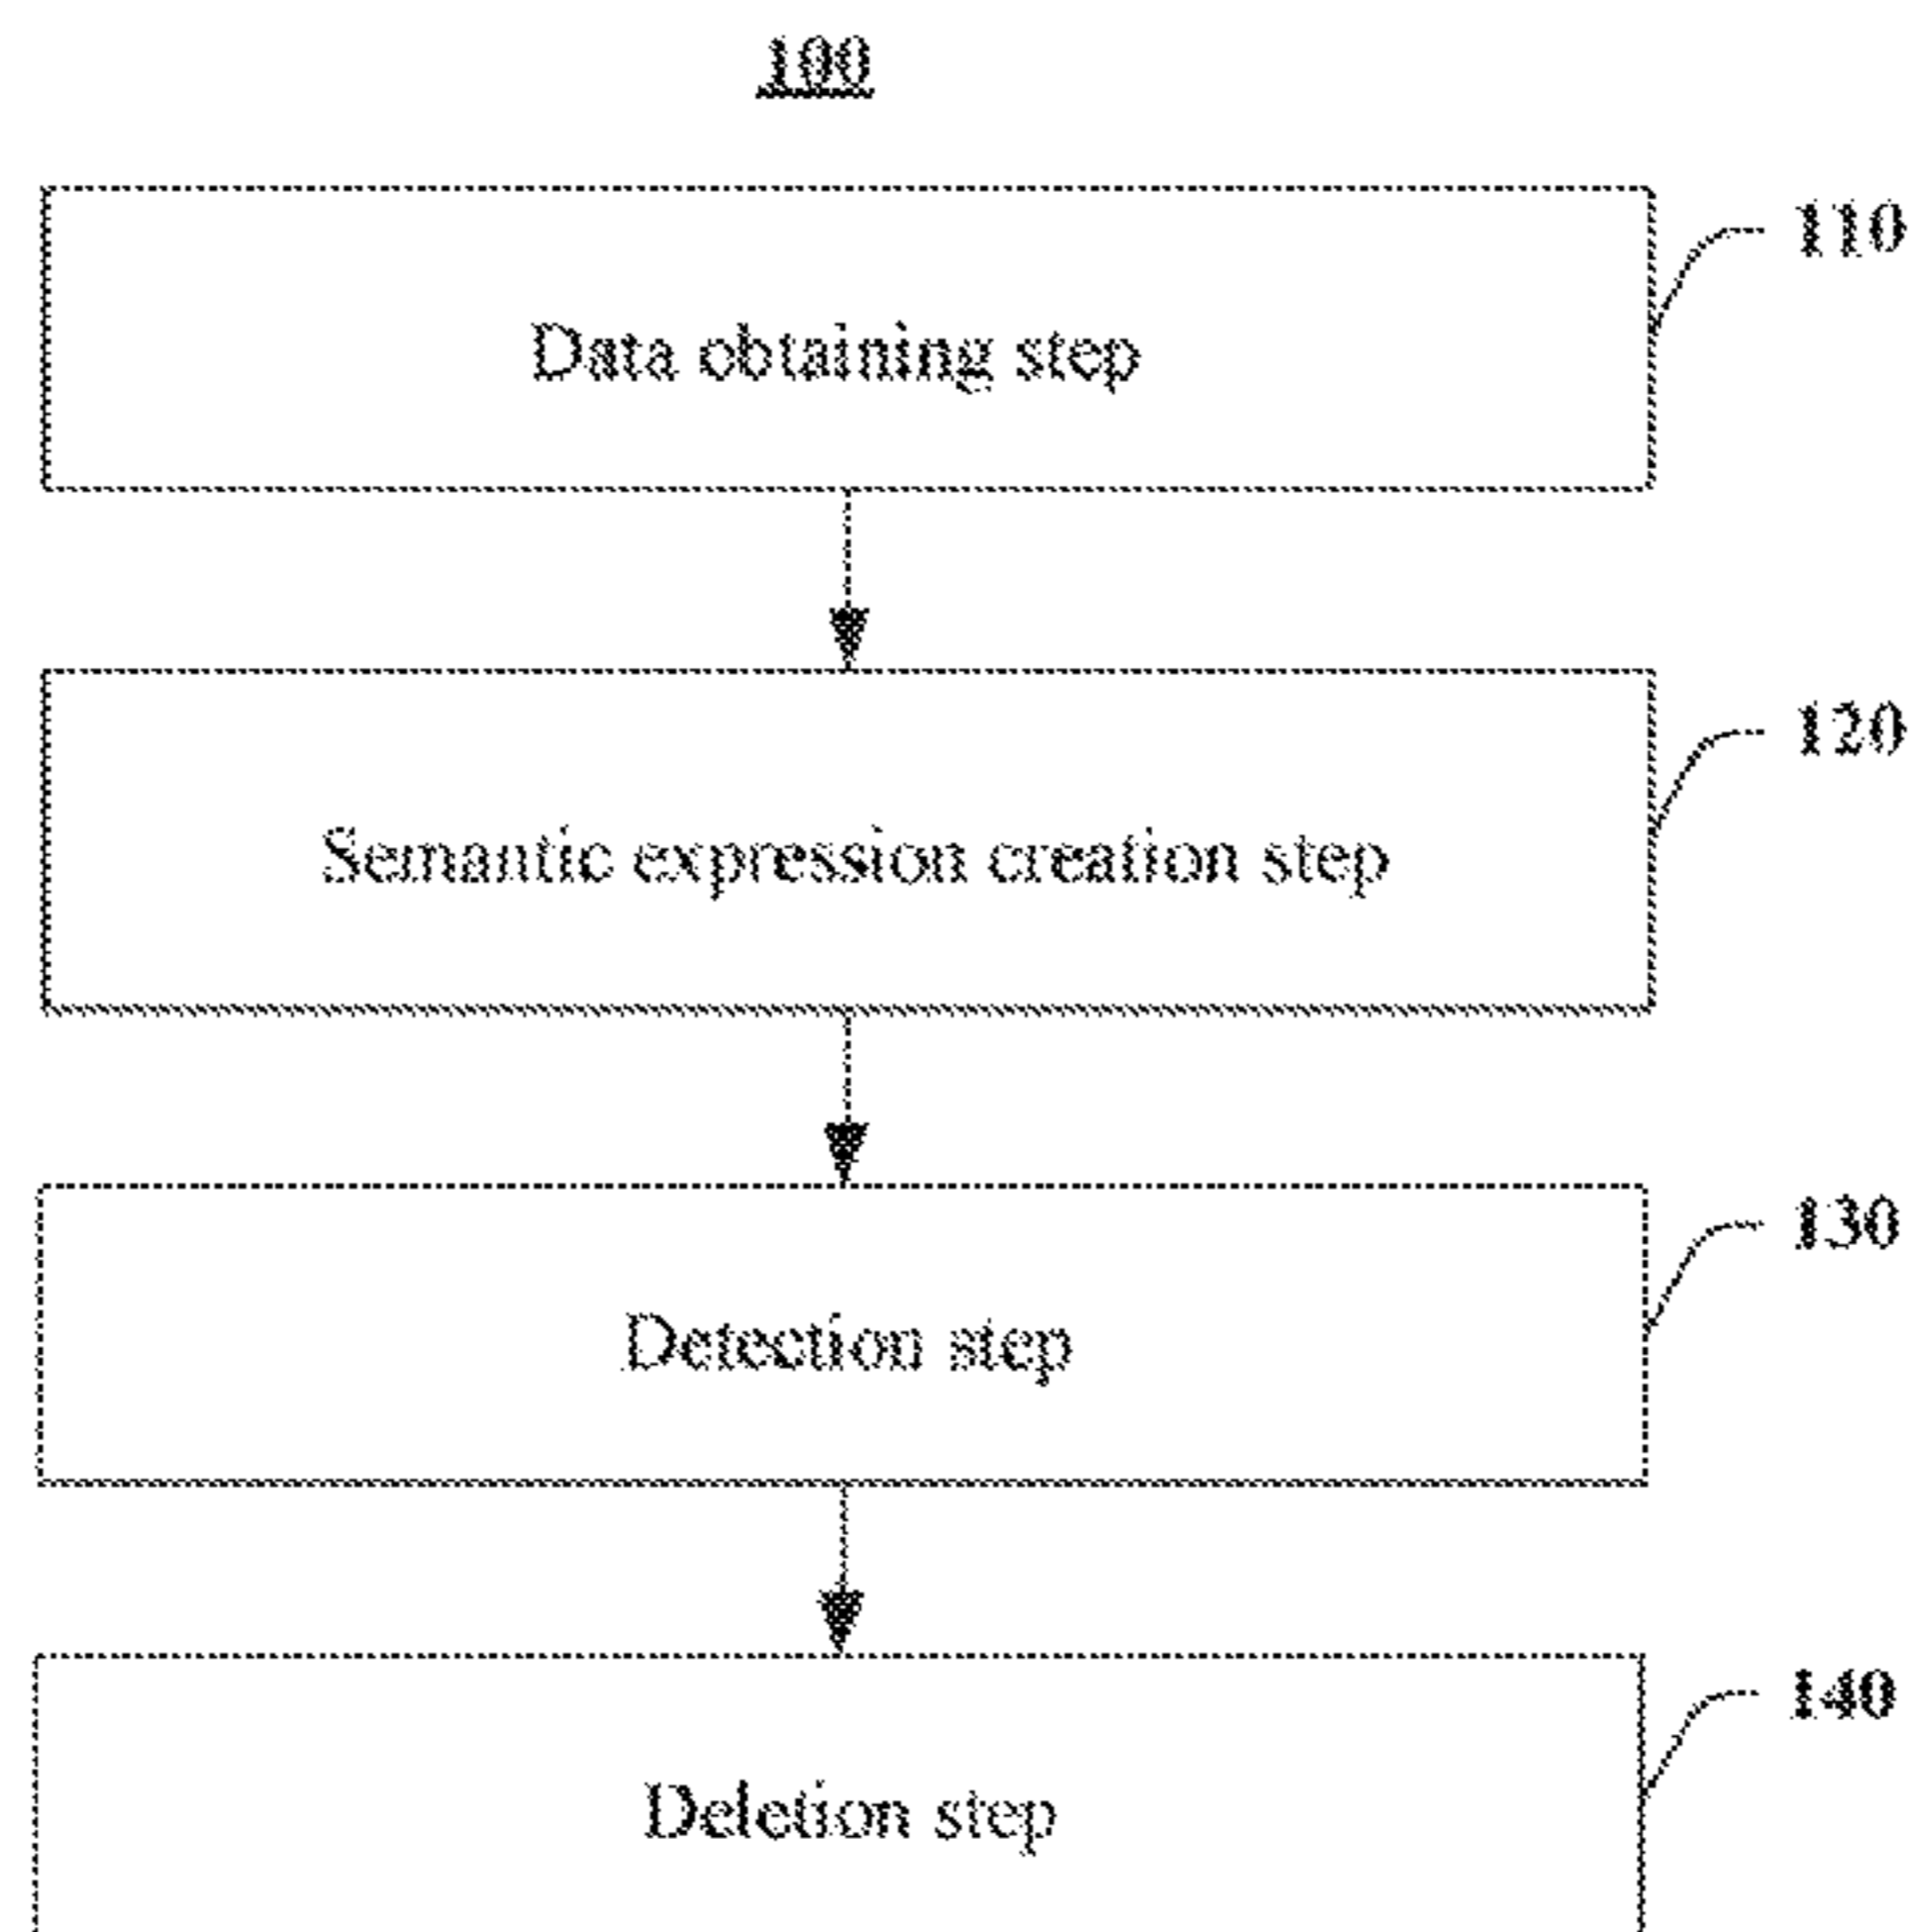 100
110
Data obtaining step
120
Semantic expression creation step
130
Detection step
140
Deletion step